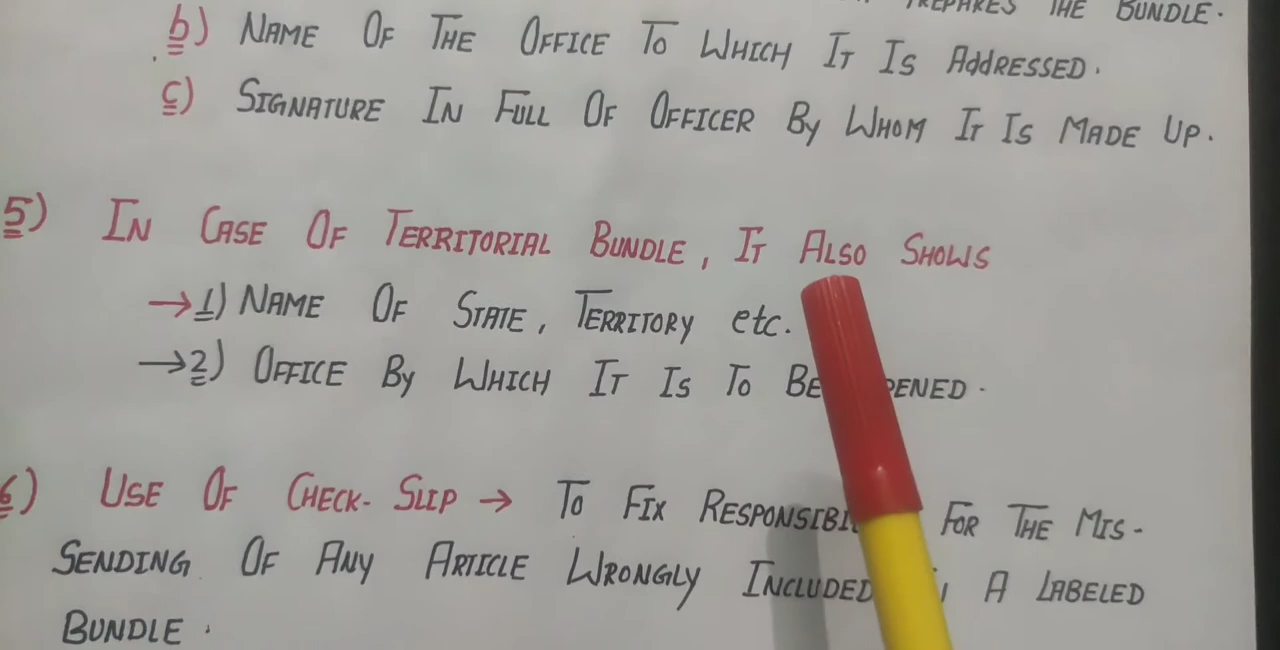 PREPARES THE BUNDLE.
b) NAME OF THE OFFICE TO WHICH IT IS ADDRESSED.
c) SIGNATURE IN FULL OF OFFICER BY WHOM IT IS MADE UP.
5) IN CASE OF TERRITORIAL BUNDLE, IT ALSO SHOWS
→ 1) NAME OF STATE, TERRITORY etc.
→ 2) OFFICE BY WHICH IT IS TO BE
6) USE OF CHECK-SLIP → TO FIX FOR THE MIS-
SENDING OF ANY ARTICLE WRONGLY INCLUDED A LABELED
BUNDLE.